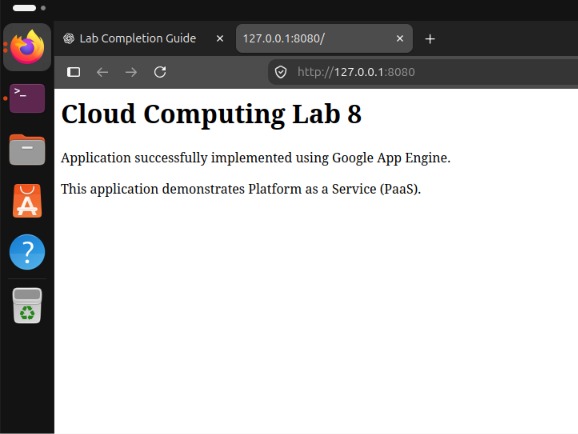 Lab Completion Guide
127.0.0.1:8080/
http://127.0.0.1:8080
Cloud Computing Lab 8
Application successfully implemented using Google App Engine.
This application demonstrates Platform as a Service (PaaS).